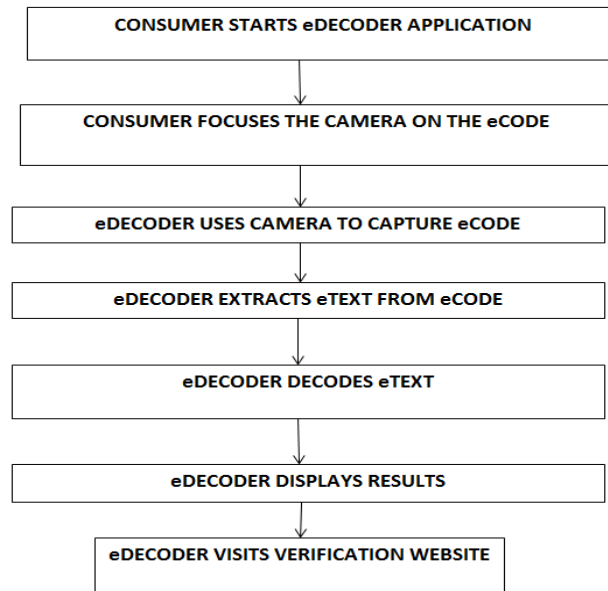 CONSUMER STARTS eDECODER APPLICATION
CONSUMER FOCUSES THE CAMERA ON THE eCODE
eDECODER USES CAMERA TO CAPTURE eCODE
eDECODER EXTRACTS eTEXT FROM eCODE
eDECODER DECODES eTEXT
eDECODER DISPLAYS RESULTS
eDECODER VISITS VERIFICATION WEBSITE